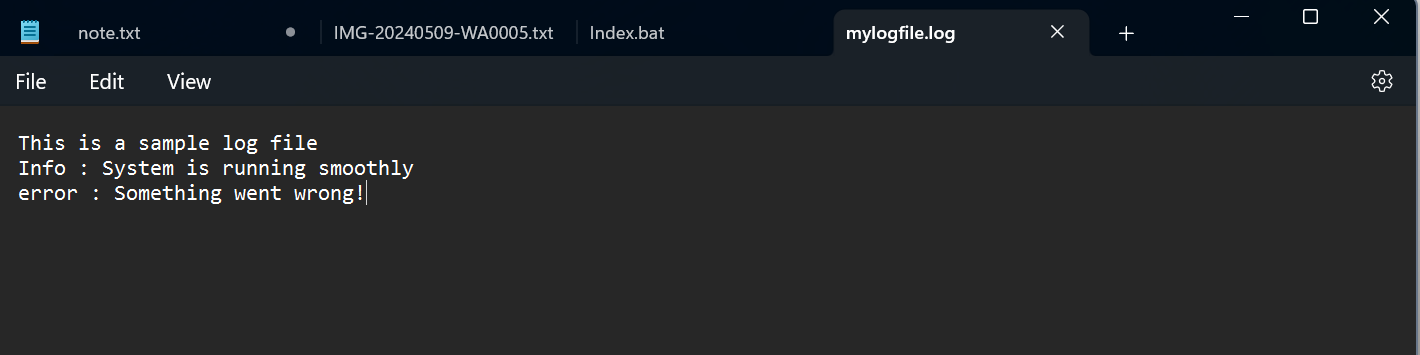 note.txt IMG-20240509-WA0005.txt Index.bat mylogfile.log
File Edit View
This is a sample log file
Info : System is running smoothly
error : Something went wrong!